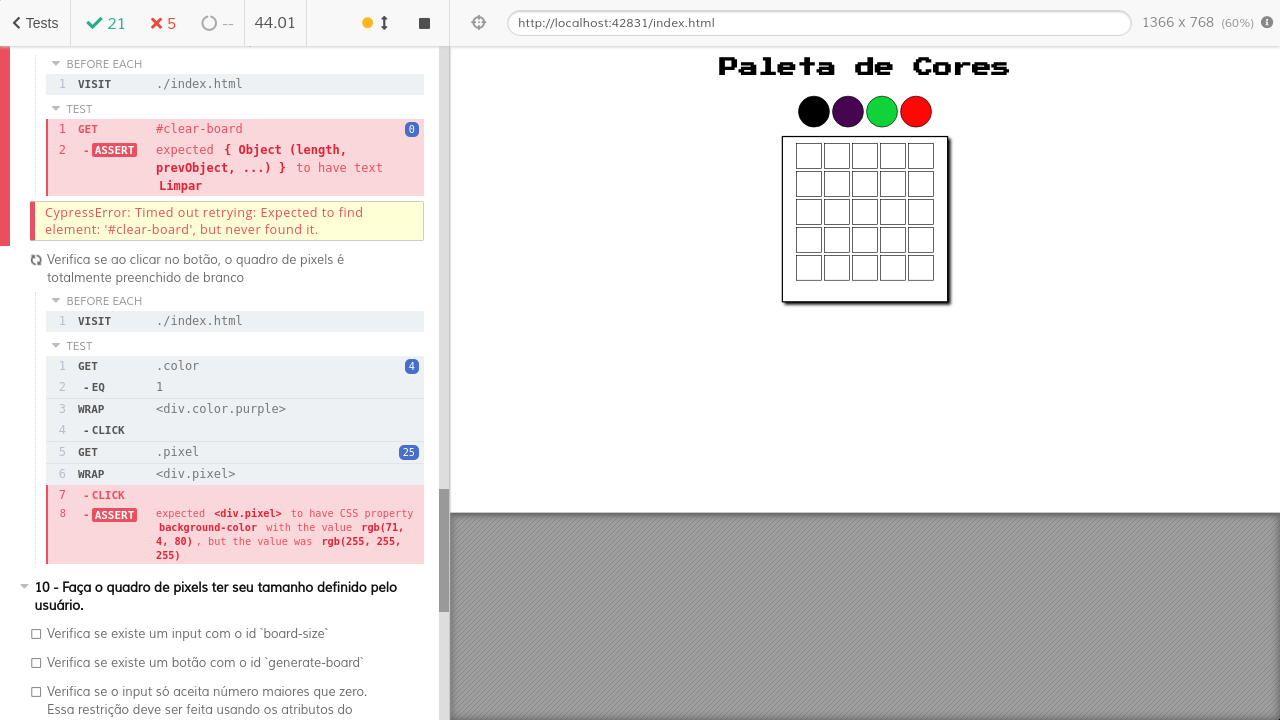 Tests
21
5
--
44.01
http://localhost:42831/index.html
1366 x 768 (60%)
BEFORE EACH
1 VISIT ./index.html
TEST
1 GET #clear-board 0
2 - ASSERT expected { Object (length,
prevObject, ...) } to have text
Limpar
CypressError: Timed out retrying: Expected to find
element: '#clear-board', but never found it.
Verifica se ao clicar no botão, o quadro de pixels é
totalmente preenchido de branco
BEFORE EACH
1 VISIT ./index.html
TEST
1 GET .color 4
2 - EQ 1
3 WRAP <div.color.purple>
4 - CLICK
5 GET .pixel 25
6 WRAP <div.pixel>
7 - CLICK
8 - ASSERT expected <div.pixel> to have CSS property
background-color with the value rgb(71,
4, 80) , but the value was rgb(255, 255,
255)
10 - Faça o quadro de pixels ter seu tamanho definido pelo
usuário.
Verifica se existe um input com o id `board-size`
Verifica se existe um botão com o id `generate-board`
Verifica se o input só aceita número maiores que zero.
Essa restrição deve ser feita usando os atributos do
Paleta de Cores